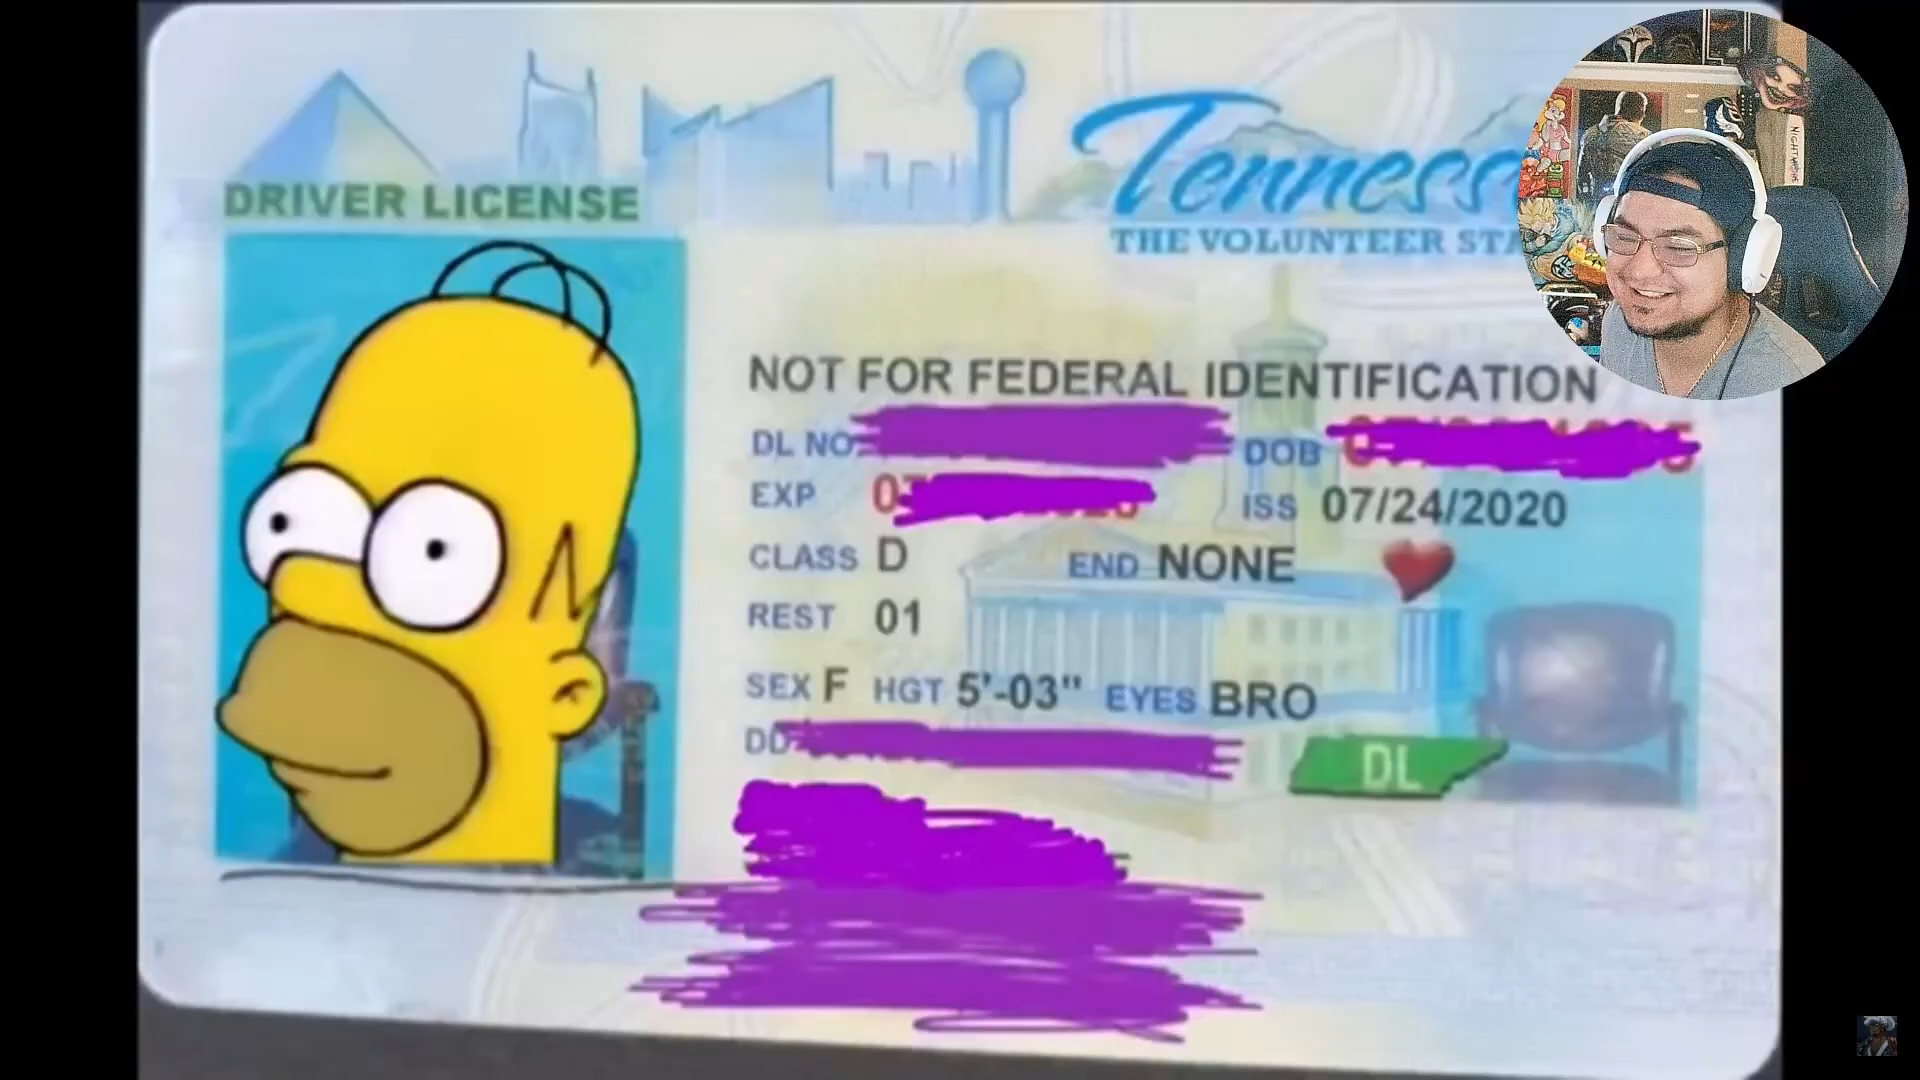 Tenness
THE VOLUNTEER STA
DRIVER LICENSE
NOT FOR FEDERAL IDENTIFICATION
DL NO.
DOB
EXP
ISS 07/24/2020
CLASS D
END NONE
REST 01
SEX F HGT 5'-03" EYES BRO
DD
DL